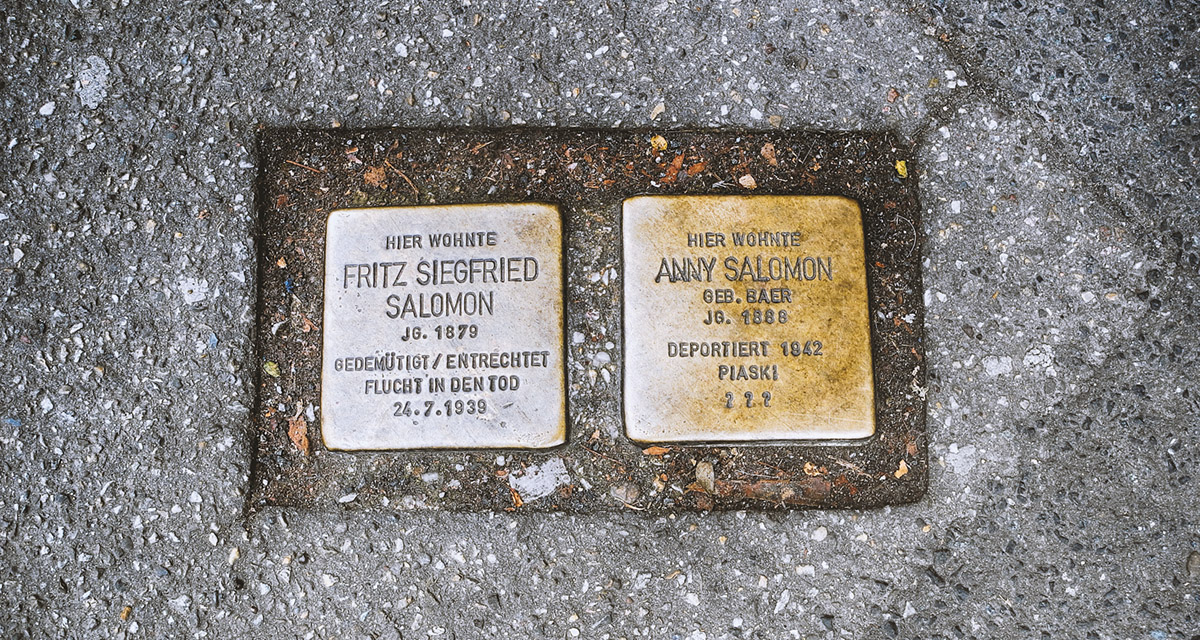 HIER WOHNTE
FRITZ SIEGFRIED
SALOMON
JG. 1879
GEDEMÜTIGT / ENTRECHTET
FLUCHT IN DEN TOD
24.7.1939
HIER WOHNTE
ANNY SALOMON
GEB. BAER
JG. 1888
DEPORTIERT 1942
PIASKI
? ? ?